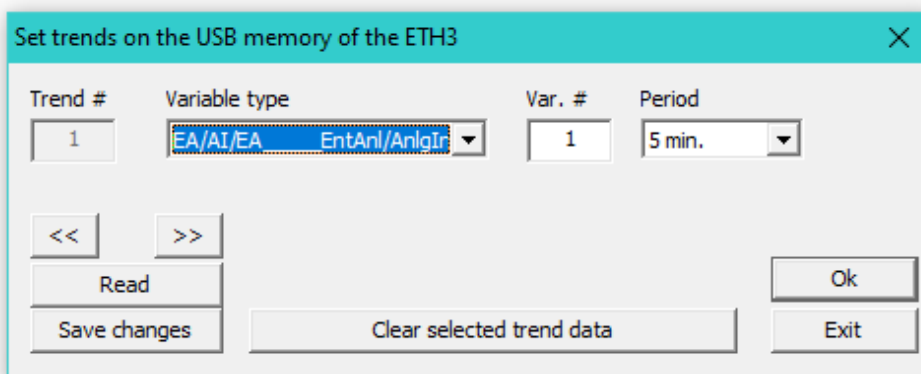 Set trends on the USB memory of the ETH3
Trend # Variable type Var. # Period
1 EA/AI/EA EntAnl/AnlgIn 1 5 min.
<< >>
Read Ok
Save changes Clear selected trend data Exit